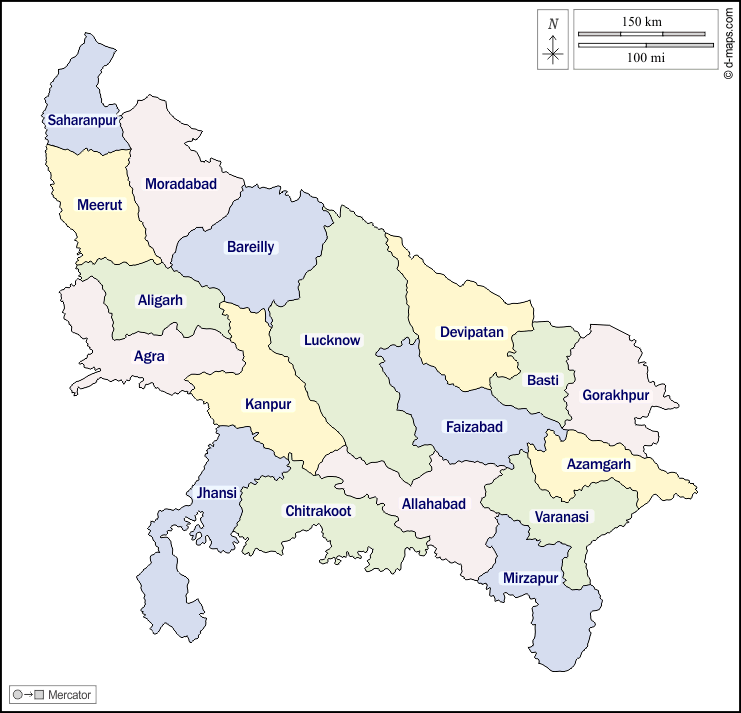 N
150 km
100 mi
© d-maps.com
Saharanpur
Moradabad
Meerut
Bareilly
Aligarh
Devipatan
Lucknow
Agra
Basti
Gorakhpur
Kanpur
Faizabad
Azamgarh
Jhansi
Allahabad
Chitrakoot
Varanasi
Mirzapur
Mercator